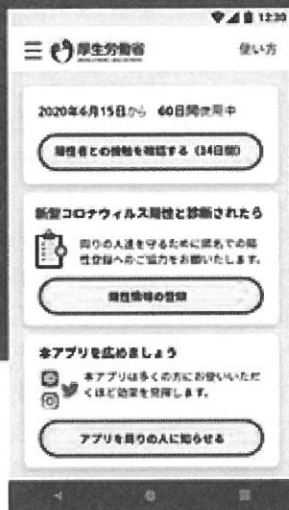 12:30
厚生労働省
使い方
2020年6月15日から 60日間使用中
陽性者との接触を確認する（14日間）
新型コロナウィルス陽性と診断されたら
周りの人達を守るために匿名での陽
性登録へのご協力をお願いいたします。
陽性情報の登録
本アプリを広めましょう
本アプリは多くの方にお使いいただ
くほど効果を発揮します。
アプリを周りの人に知らせる